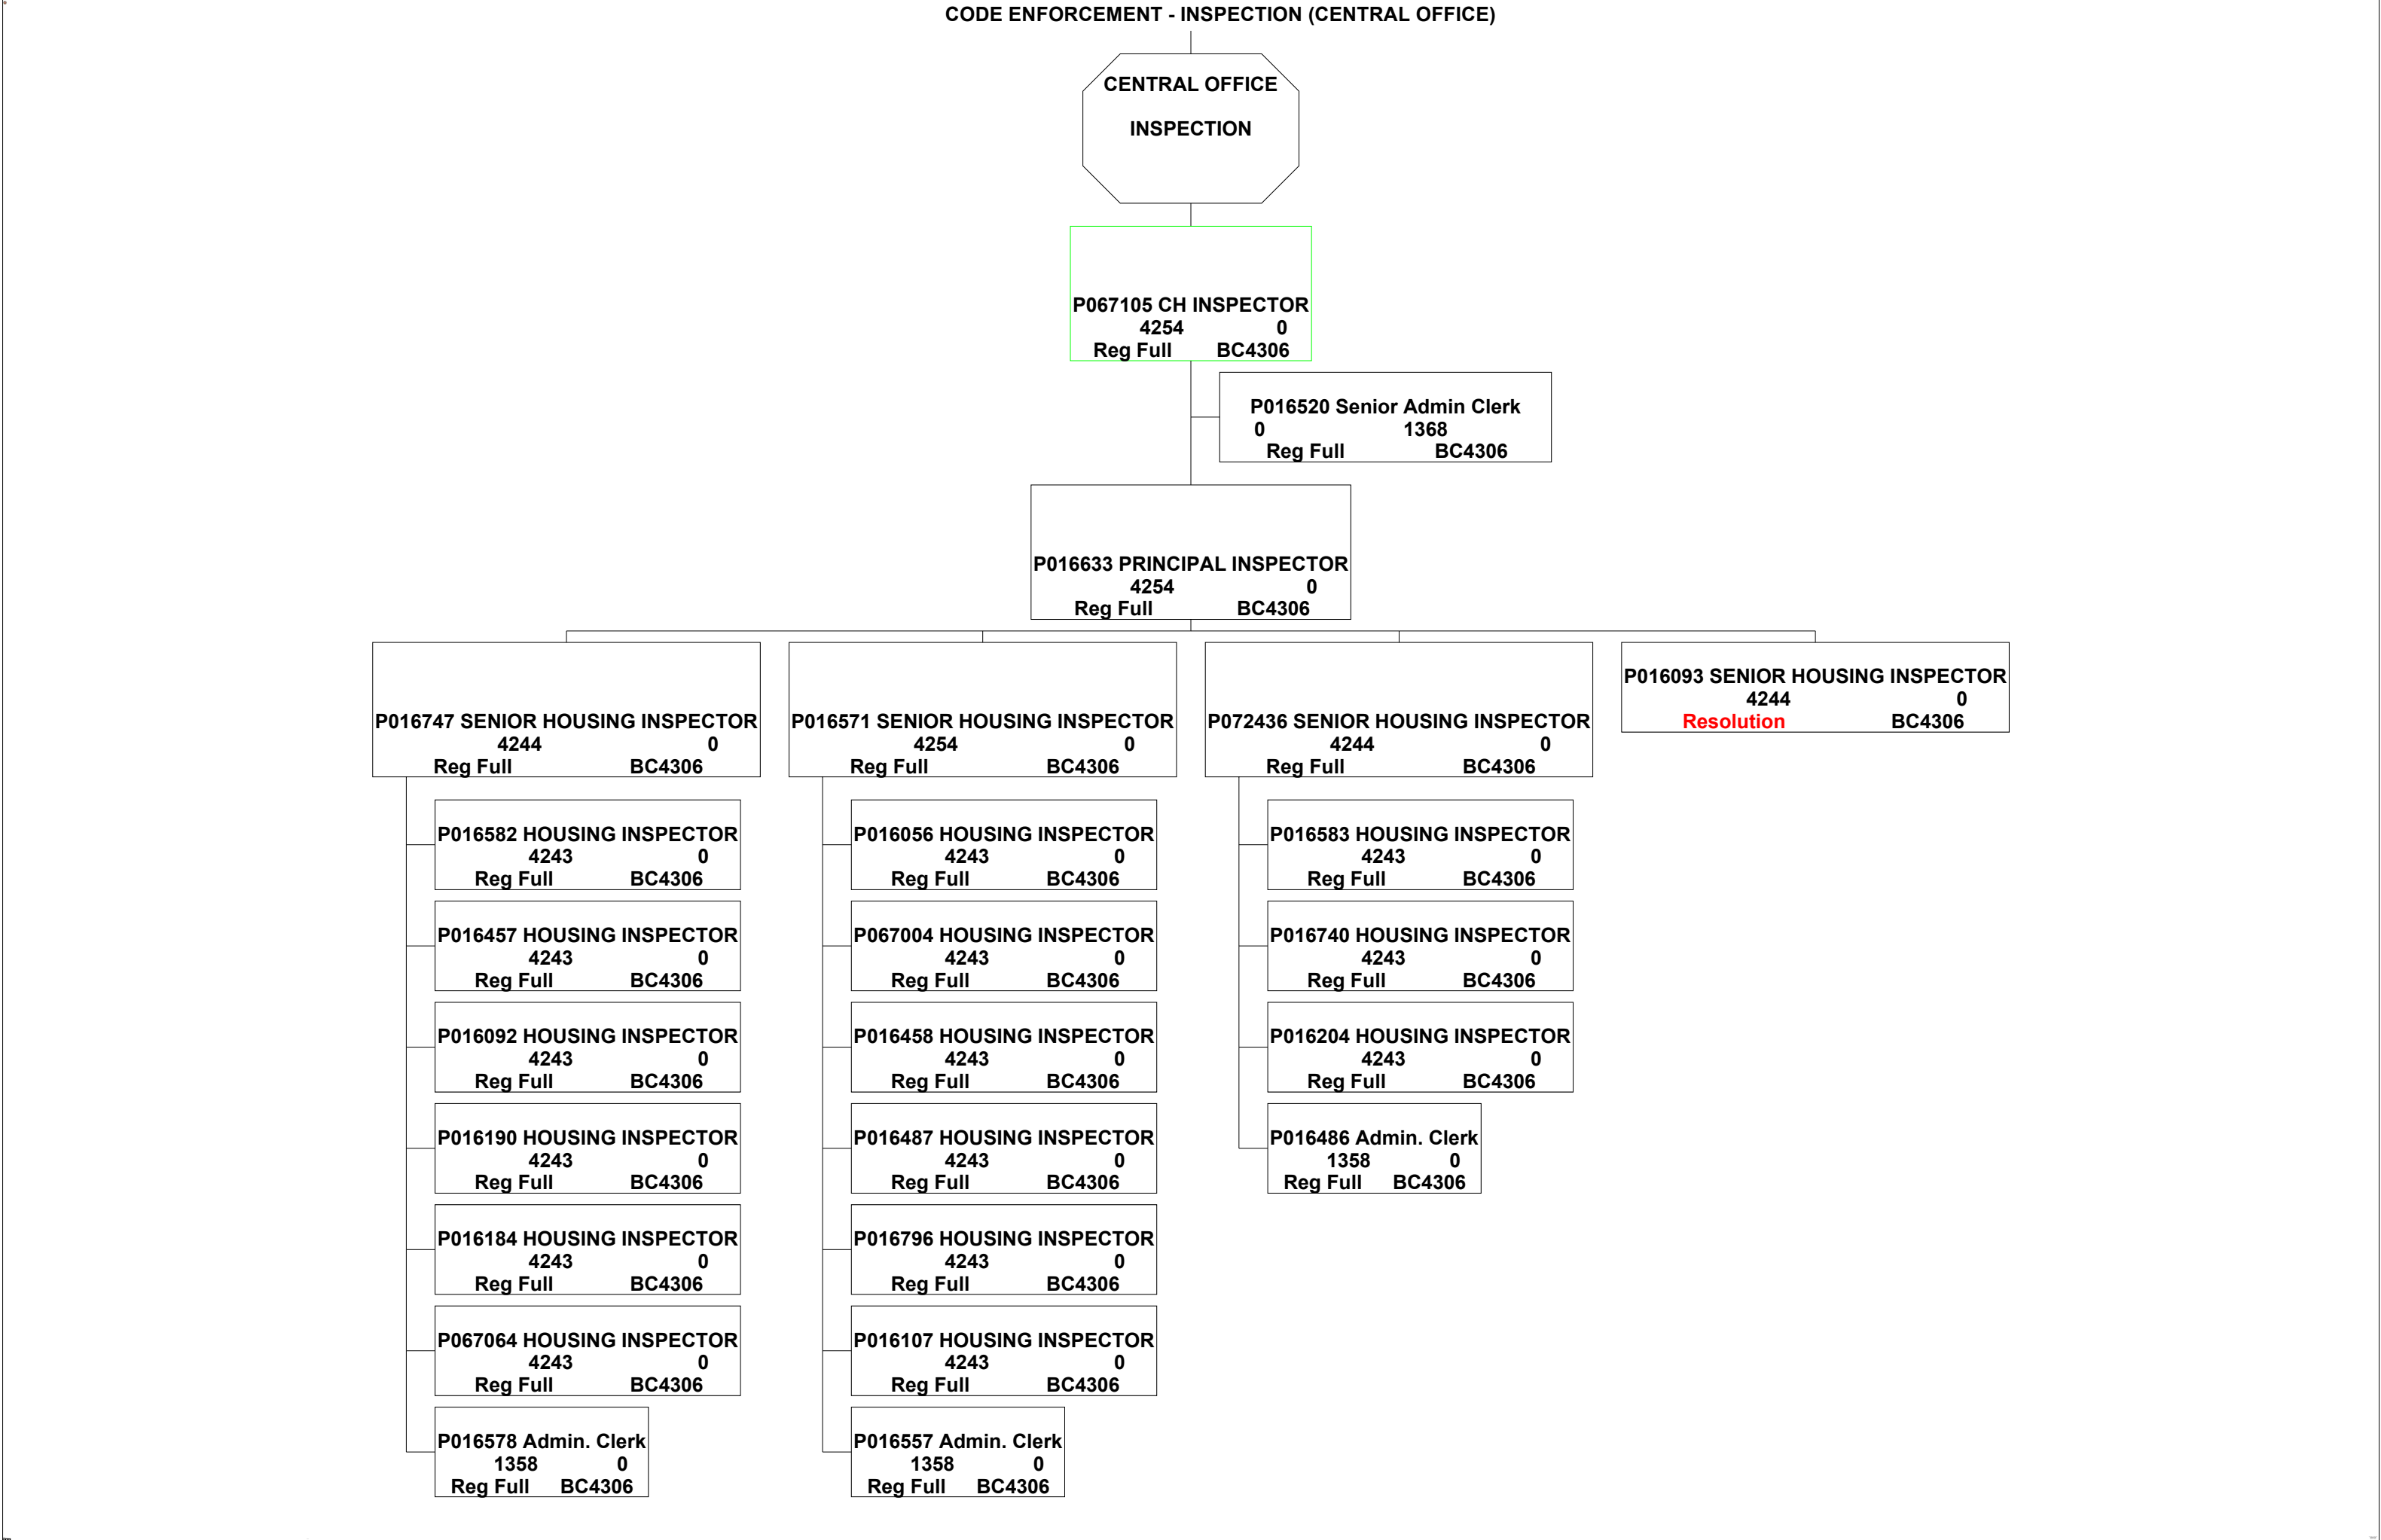 CODE ENFORCEMENT - INSPECTION (CENTRAL OFFICE)
CENTRAL OFFICE
INSPECTION
P067105 CH INSPECTOR
4254 0
Reg Full BC4306
P016520 Senior Admin Clerk
0 1368
Reg Full BC4306
P016633 PRINCIPAL INSPECTOR
4254 0
Reg Full BC4306
P016747 SENIOR HOUSING INSPECTOR
4244 0
Reg Full BC4306
P016582 HOUSING INSPECTOR
4243 0
Reg Full BC4306
P016457 HOUSING INSPECTOR
4243 0
Reg Full BC4306
P016092 HOUSING INSPECTOR
4243 0
Reg Full BC4306
P016190 HOUSING INSPECTOR
4243 0
Reg Full BC4306
P016184 HOUSING INSPECTOR
4243 0
Reg Full BC4306
P067064 HOUSING INSPECTOR
4243 0
Reg Full BC4306
P016578 Admin. Clerk
1358 0
Reg Full BC4306
P016571 SENIOR HOUSING INSPECTOR
4254 0
Reg Full BC4306
P016056 HOUSING INSPECTOR
4243 0
Reg Full BC4306
P067004 HOUSING INSPECTOR
4243 0
Reg Full BC4306
P016458 HOUSING INSPECTOR
4243 0
Reg Full BC4306
P016487 HOUSING INSPECTOR
4243 0
Reg Full BC4306
P016796 HOUSING INSPECTOR
4243 0
Reg Full BC4306
P016107 HOUSING INSPECTOR
4243 0
Reg Full BC4306
P016557 Admin. Clerk
1358 0
Reg Full BC4306
P072436 SENIOR HOUSING INSPECTOR
4244 0
Reg Full BC4306
P016583 HOUSING INSPECTOR
4243 0
Reg Full BC4306
P016740 HOUSING INSPECTOR
4243 0
Reg Full BC4306
P016204 HOUSING INSPECTOR
4243 0
Reg Full BC4306
P016486 Admin. Clerk
1358 0
Reg Full BC4306
P016093 SENIOR HOUSING INSPECTOR
4244 0
Resolution BC4306